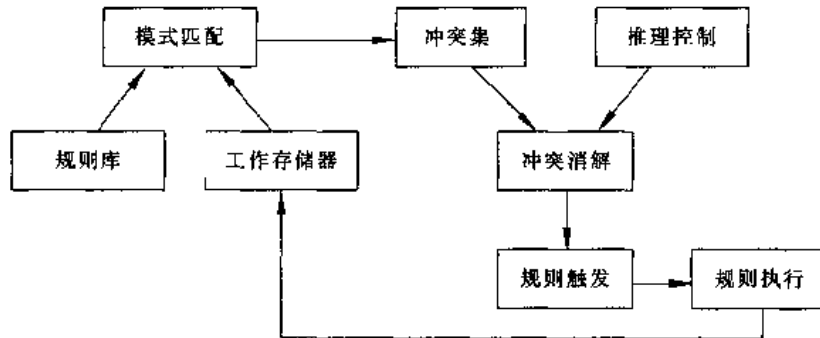 模式匹配
冲突集
推理控制
规则库
工作存储器
冲突消解
规则触发
规则执行